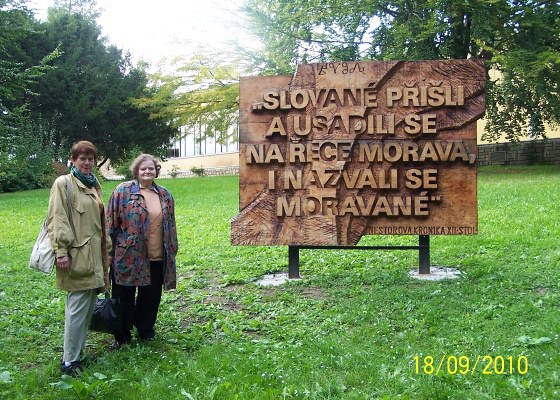 „SLOVANÉ PŘIŠLI
A USADILI SE
NA ŘECE MORAVA,
I NAZVALI SE
MORAVANÉ“
NESTOROVA KRONIKA, XII. STOL.
18/09/2010